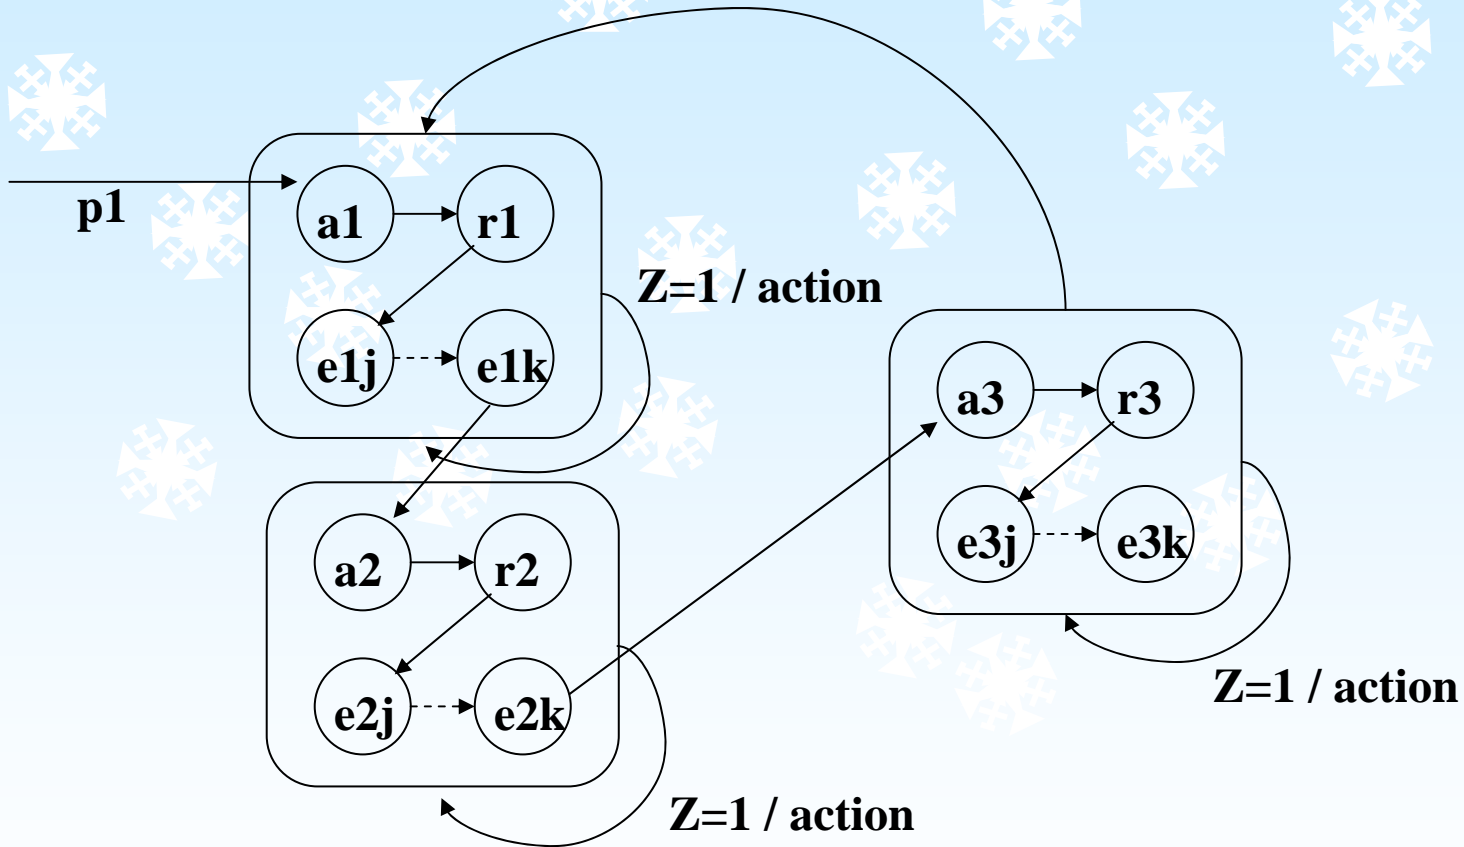 p1
a1
r1
e1j
e1k
Z=1 / action
a2
r2
e2j
e2k
Z=1 / action
a3
r3
e3j
e3k
Z=1 / action